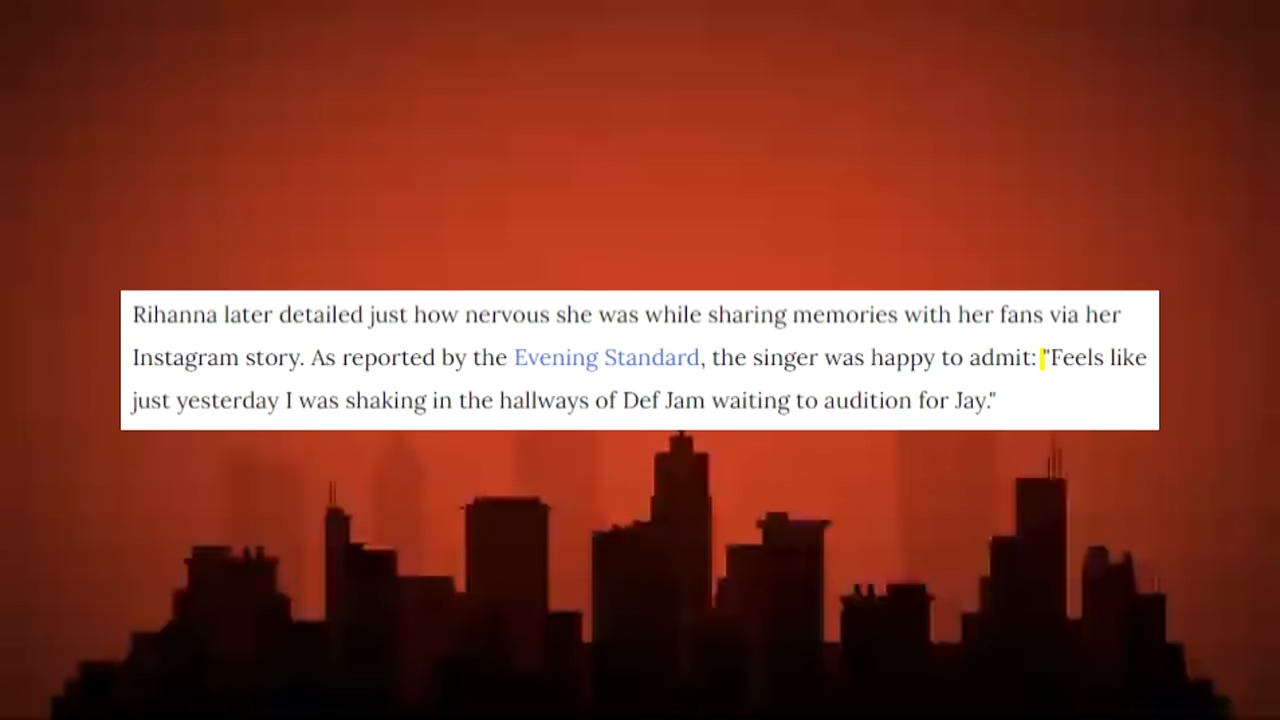 Rihanna later detailed just how nervous she was while sharing memories with her fans via her
Instagram story. As reported by the Evening Standard, the singer was happy to admit: "Feels like
just yesterday I was shaking in the hallways of Def Jam waiting to audition for Jay."